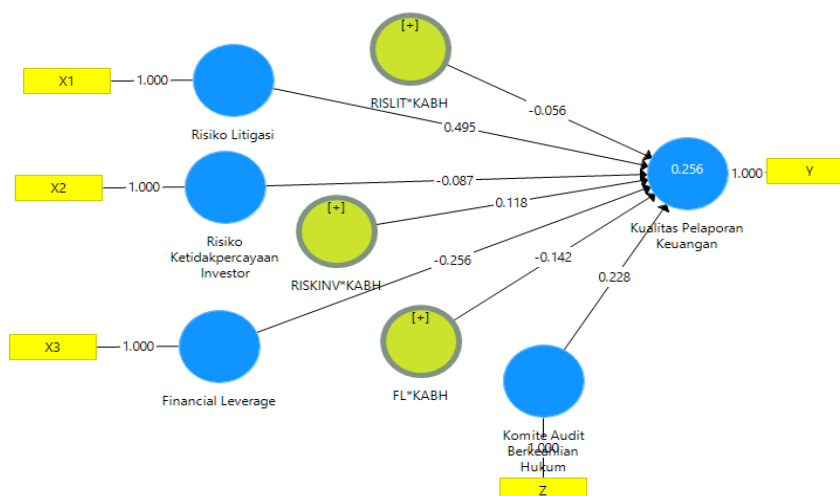 [+]
X1
1.000
RISLIT*KABH
-0.056
Risiko Litigasi
0.495
0.256
1.000
Y
X2
1.000
-0.087
[+]
0.118
Kualitas Pelaporan
Keuangan
Risiko
Ketidakpercayaan
Investor
-0.256
-0.142
RISKINV*KABH
0.228
[+]
X3
1.000
Financial Leverage
FL*KABH
Komite Audit
Berkeahlian
1.000
Hukum
Z